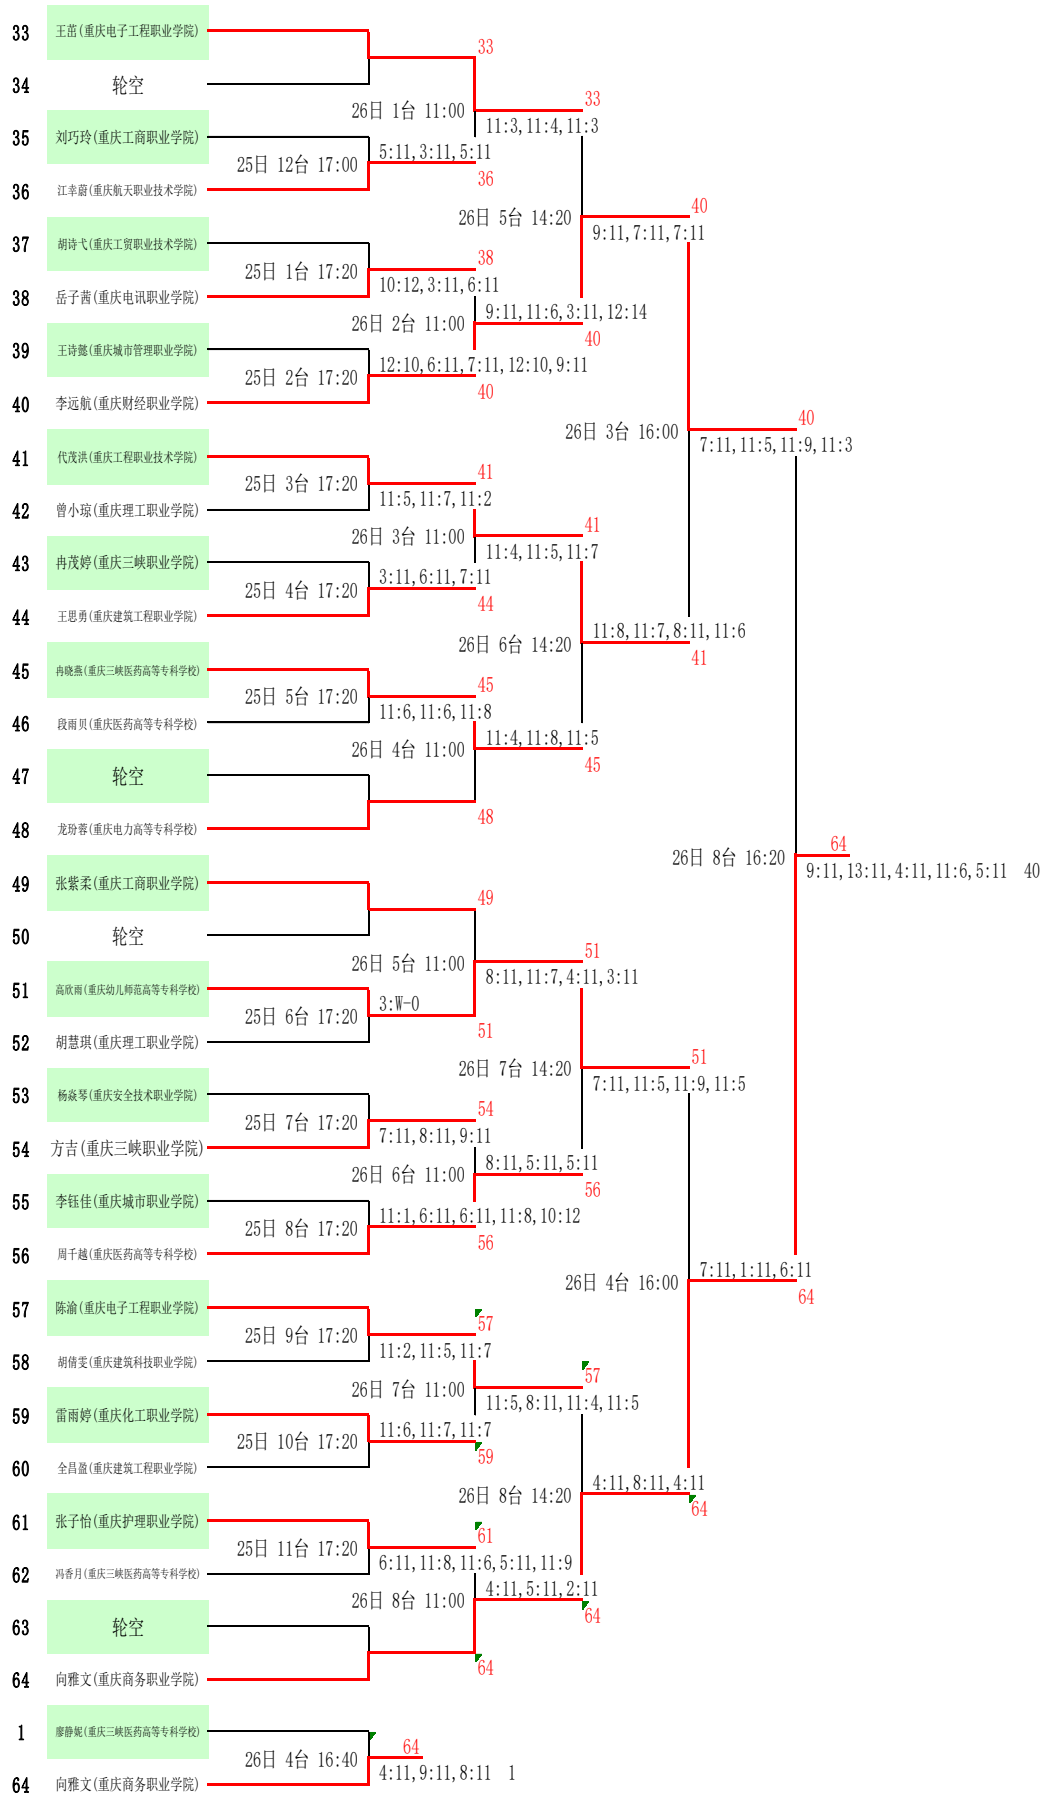 33 王茁(重庆电子工程职业学院)
33
34 轮空
26日 1台 11:00
33
11:3,11:4,11:3
35 刘巧玲(重庆工商职业学院)
25日 12台 17:00
5:11,3:11,5:11
36
36 江幸蔚(重庆航天职业技术学院)
26日 5台 14:20
40
9:11,7:11,7:11
37 胡诗弋(重庆工贸职业技术学院)
25日 1台 17:20
38
10:12,3:11,6:11
38 岳子茜(重庆电讯职业学院)
26日 2台 11:00
9:11,11:6,3:11,12:14
40
39 王诗懿(重庆城市管理职业学院)
25日 2台 17:20
12:10,6:11,7:11,12:10,9:11
40
40 李远航(重庆财经职业学院)
26日 3台 16:00
40
7:11,11:5,11:9,11:3
41 代茂洪(重庆工程职业技术学院)
25日 3台 17:20
41
11:5,11:7,11:2
42 曾小琼(重庆理工职业学院)
26日 3台 11:00
41
11:4,11:5,11:7
43 冉茂婷(重庆三峡职业学院)
25日 4台 17:20
3:11,6:11,7:11
44
44 王思勇(重庆建筑工程职业学院)
26日 6台 14:20
11:8,11:7,8:11,11:6
41
45 冉晓燕(重庆三峡医药高等专科学校)
25日 5台 17:20
45
11:6,11:6,11:8
46 段雨贝(重庆医药高等专科学校)
26日 4台 11:00
11:4,11:8,11:5
45
47 轮空
48
48 龙玢蓉(重庆电力高等专科学校)
26日 8台 16:20
64
9:11,13:11,4:11,11:6,5:11 40
49 张紫柔(重庆工商职业学院)
49
50 轮空
26日 5台 11:00
51
8:11,11:7,4:11,3:11
51 高欣雨(重庆幼儿师范高等专科学校)
25日 6台 17:20
3:W-0
51
52 胡慧琪(重庆理工职业学院)
26日 7台 14:20
51
7:11,11:5,11:9,11:5
53 杨焱琴(重庆安全技术职业学院)
25日 7台 17:20
54
7:11,8:11,9:11
54 方吉(重庆三峡职业学院)
26日 6台 11:00
8:11,5:11,5:11
56
55 李钰佳(重庆城市职业学院)
25日 8台 17:20
11:1,6:11,6:11,11:8,10:12
56
56 周千越(重庆医药高等专科学校)
26日 4台 16:00
7:11,1:11,6:11
64
57 陈渝(重庆电子工程职业学院)
25日 9台 17:20
57
11:2,11:5,11:7
58 胡倩雯(重庆建筑科技职业学院)
26日 7台 11:00
57
11:5,8:11,11:4,11:5
59 雷雨婷(重庆化工职业学院)
25日 10台 17:20
11:6,11:7,11:7
59
60 全昌盈(重庆建筑工程职业学院)
26日 8台 14:20
4:11,8:11,4:11
64
61 张子怡(重庆护理职业学院)
25日 11台 17:20
61
6:11,11:8,11:6,5:11,11:9
62 冯香月(重庆三峡医药高等专科学校)
26日 8台 11:00
4:11,5:11,2:11
64
63 轮空
64
64 向雅文(重庆商务职业学院)
1 廖静妮(重庆三峡医药高等专科学校)
26日 4台 16:40
64
4:11,9:11,8:11 1
64 向雅文(重庆商务职业学院)